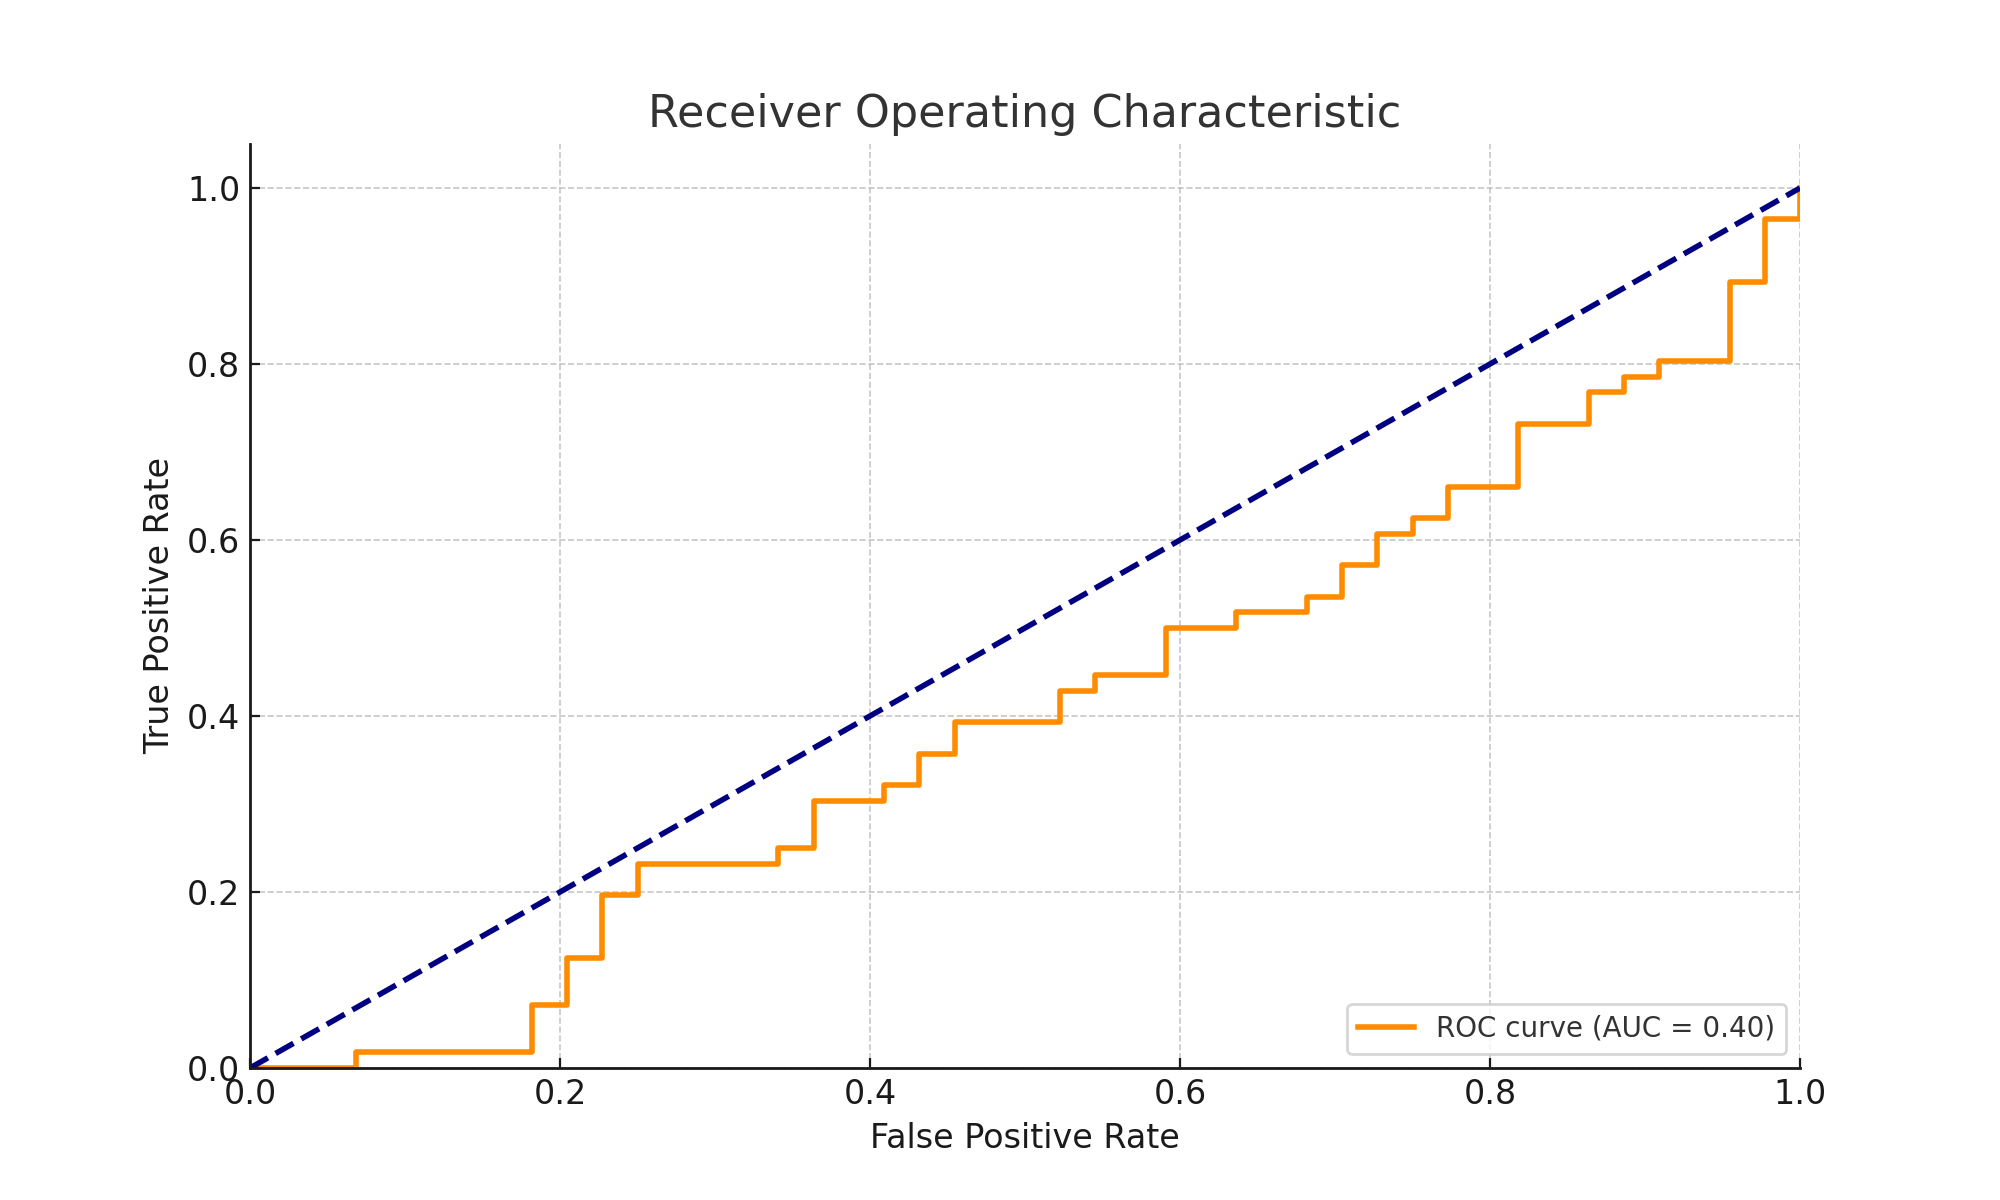 Receiver Operating Characteristic
1.0
0.8
0.6
0.4
0.2
0.0
True Positive Rate
ROC curve (AUC = 0.40)
0.0 0.2 0.4 0.6 0.8 1.0
False Positive Rate